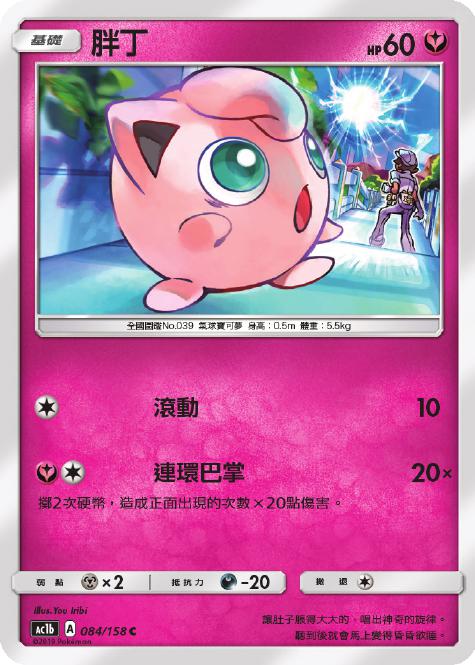 基礎 胖丁 HP60
全國圖鑑No.039 氣球寶可夢 身高：0.5m 體重：5.5kg
滾動 10
連環巴掌 20×
擲2次硬幣，造成正面出現的次數×20點傷害。
弱點 ×2 抵抗力 -20 撤退
Illus.You Iribi
讓肚子脹得大大的，唱出神奇的旋律。
AC1b A 084/158 C
聽到後就會馬上變得昏昏欲睡。
©2019 Pokémon